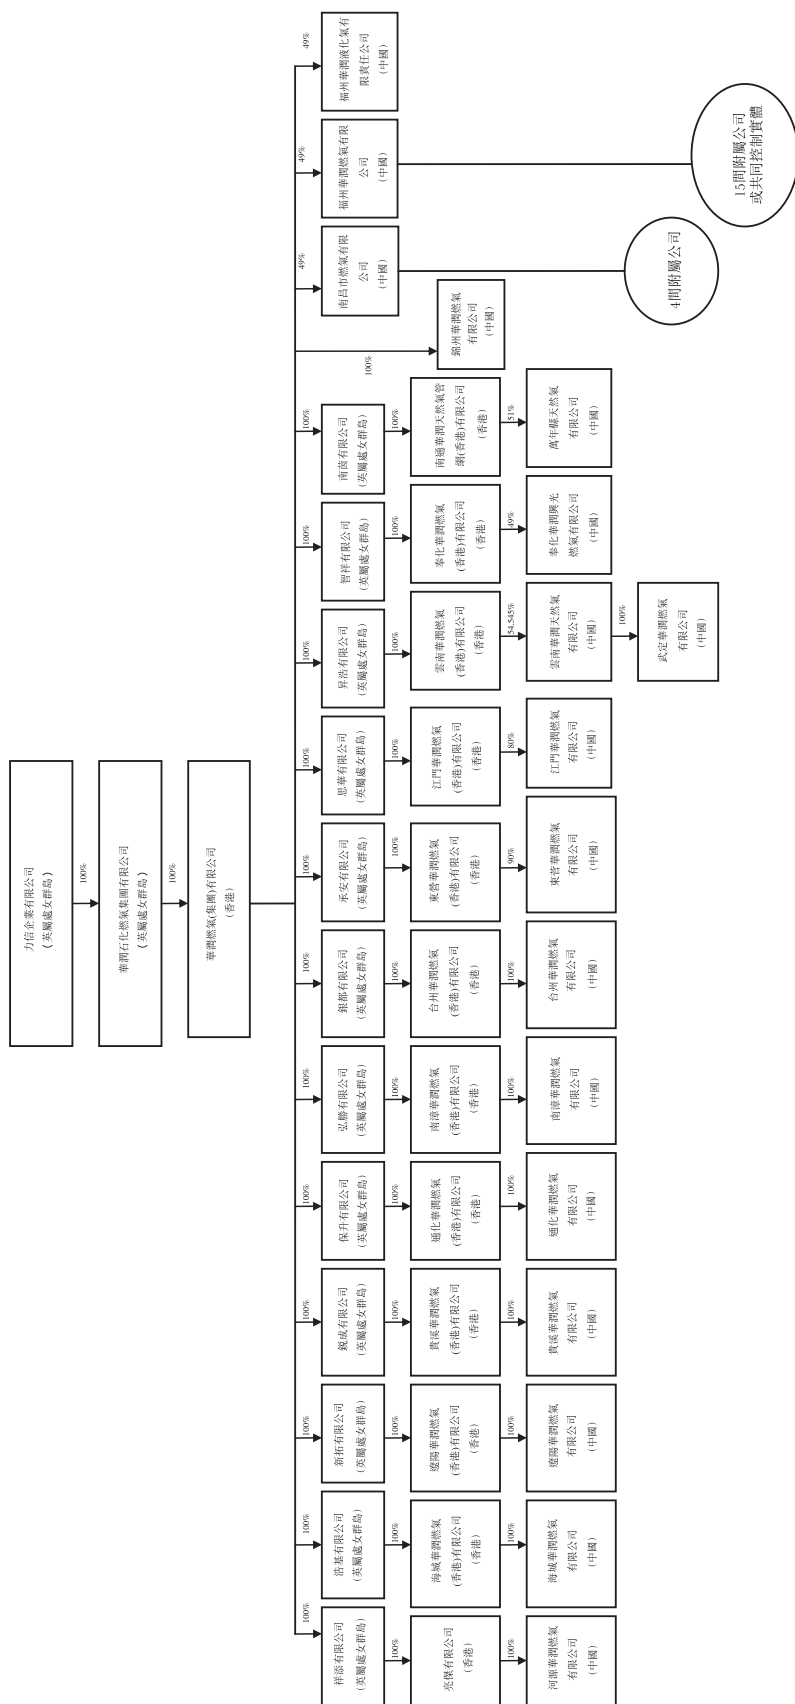 力信企業有限公司
(英屬處女群島)
100%
華潤石化燃氣集團有限公司
(英屬處女群島)
100%
華潤燃氣(集團)有限公司
(香港)
100%
祥添有限公司
(英屬處女群島)
100%
亮傑有限公司
(香港)
100%
河源華潤燃氣
有限公司
(中國)
100%
浩基有限公司
(英屬處女群島)
100%
海城華潤燃氣
(香港)有限公司
(香港)
100%
海城華潤燃氣
有限公司
(中國)
100%
新拓有限公司
(英屬處女群島)
100%
遼陽華潤燃氣
(香港)有限公司
(香港)
100%
遼陽華潤燃氣
有限公司
(中國)
100%
銳成有限公司
(英屬處女群島)
100%
貴溪華潤燃氣
(香港)有限公司
(香港)
100%
貴溪華潤燃氣
有限公司
(中國)
100%
保升有限公司
(英屬處女群島)
100%
通化華潤燃氣
(香港)有限公司
(香港)
100%
通化華潤燃氣
有限公司
(中國)
100%
弘勝有限公司
(英屬處女群島)
100%
南漳華潤燃氣
(香港)有限公司
(香港)
100%
南漳華潤燃氣
有限公司
(中國)
100%
銀都有限公司
(英屬處女群島)
100%
台州華潤燃氣
(香港)有限公司
(香港)
100%
台州華潤燃氣
有限公司
(中國)
100%
承安有限公司
(英屬處女群島)
100%
東營華潤燃氣
(香港)有限公司
(香港)
90%
東營華潤燃氣
有限公司
(中國)
100%
思華有限公司
(英屬處女群島)
100%
江門華潤燃氣
(香港)有限公司
(香港)
80%
江門華潤燃氣
有限公司
(中國)
100%
昇浩有限公司
(英屬處女群島)
100%
雲南華潤燃氣
(香港)有限公司
(香港)
54.545%
雲南華潤天然氣
有限公司
(中國)
100%
武定華潤燃氣
有限公司
(中國)
100%
智祥有限公司
(英屬處女群島)
100%
奉化華潤燃氣
(香港)有限公司
(香港)
49%
奉化華潤興光
燃氣有限公司
(中國)
100%
南茵有限公司
(英屬處女群島)
100%
南通華潤天然氣管
網(香港)有限公司
(香港)
51%
萬年縣天然氣
有限公司
(中國)
100%
錦州華潤燃氣
有限公司
(中國)
49%
南昌市燃氣有限
公司
(中國)
4間附屬公司
49%
福州華潤燃氣有限
公司
(中國)
15間附屬公司
或共同控制實體
49%
福州華潤液化氣有
限責任公司
(中國)